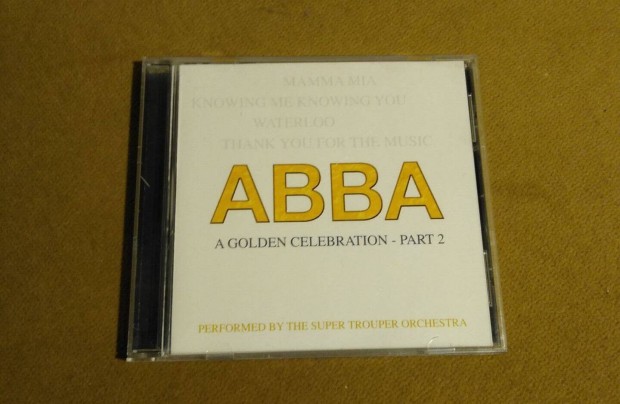 MAMMA MIA
KNOWING ME KNOWING YOU
WATERLOO
THANK YOU FOR THE MUSIC
ABBA
A GOLDEN CELEBRATION - PART 2
PERFORMED BY THE SUPER TROUPER ORCHESTRA